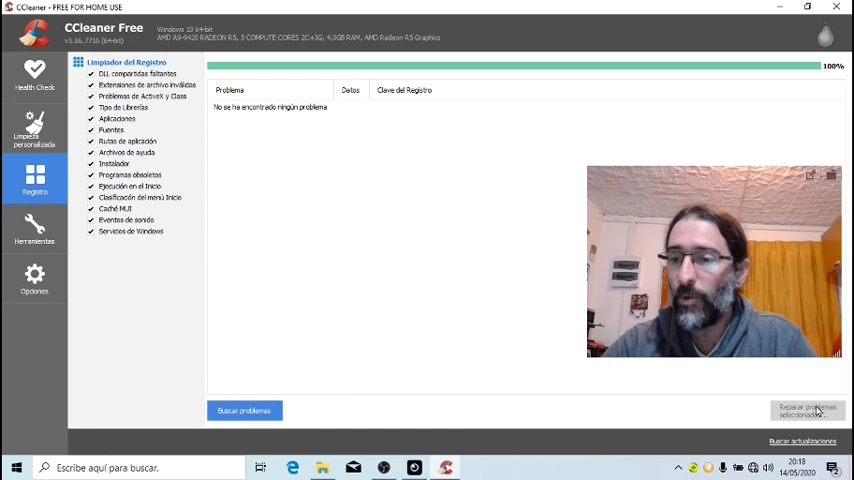 CCleaner - FREE FOR HOME USE
CCleaner Free
v5.66.7716 (64-bit)
Windows 10 64-bit
AMD A9-9420 RADEON R5, 5 COMPUTE CORES 2C+3G, 4,0GB RAM, AMD Radeon R5 Graphics
Health Check
Limpieza
personalizada
Registro
Herramientas
Opciones
Limpiador del Registro
DLL compartidas faltantes
Extensiones de archivo inválidas
Problemas de ActiveX y Class
Tipo de Librerías
Aplicaciones
Fuentes
Rutas de aplicación
Archivos de ayuda
Instalador
Programas obsoletos
Ejecución en el Inicio
Clasificación del menú Inicio
Caché MUI
Eventos de sonido
Servicios de Windows
100%
Problema Datos Clave del Registro
No se ha encontrado ningún problema
Buscar problemas
Reparar problemas
seleccionados...
Buscar actualizaciones
Escribe aquí para buscar.
20:18
14/05/2020
2